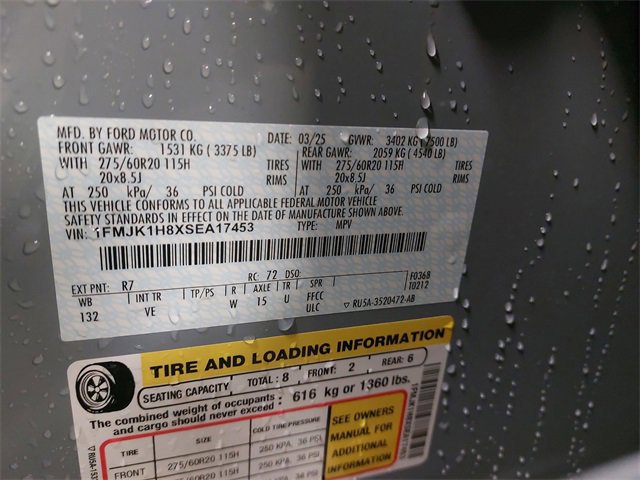 MFD. BY FORD MOTOR CO. DATE: 03/25 GVWR: 3402 KG (7500 LB)
FRONT GAWR: 1531 KG (3375 LB) REAR GAWR: 2059 KG (4540 LB)
WITH 275/60R20 115H TIRES WITH 275/60R20 115H TIRES
20x8.5J RIMS 20x8.5J RIMS
AT 250 kPa/ 36 PSI COLD AT 250 kPa/ 36 PSI COLD
THIS VEHICLE CONFORMS TO ALL APPLICABLE FEDERAL MOTOR VEHICLE
SAFETY STANDARDS IN EFFECT ON THE DATE OF MANUFACTURE SHOWN ABOVE.
VIN: 1FMJK1H8XSEA17453 TYPE: MPV
EXT PNT: R7 RC: 72 DSO: F0368
WB INT TR TP/PS R AXLE TR SPR T0212
132 VE W 15 U FFCC
ULC ▽ RU5A-3520472-AB
TIRE AND LOADING INFORMATION
SEATING CAPACITY TOTAL: 8 FRONT: 2 REAR: 6
The combined weight of occupants
and cargo should never exceed : 616 kg or 1360 lbs.
TIRE SIZE COLD TIRE PRESSURE
FRONT 275/60R20 115H 250 KPA, 36 PSI
275/60R20 115H 250 KPA, 36 PSI
SEE OWNERS
MANUAL FOR
ADDITIONAL
INFORMATION